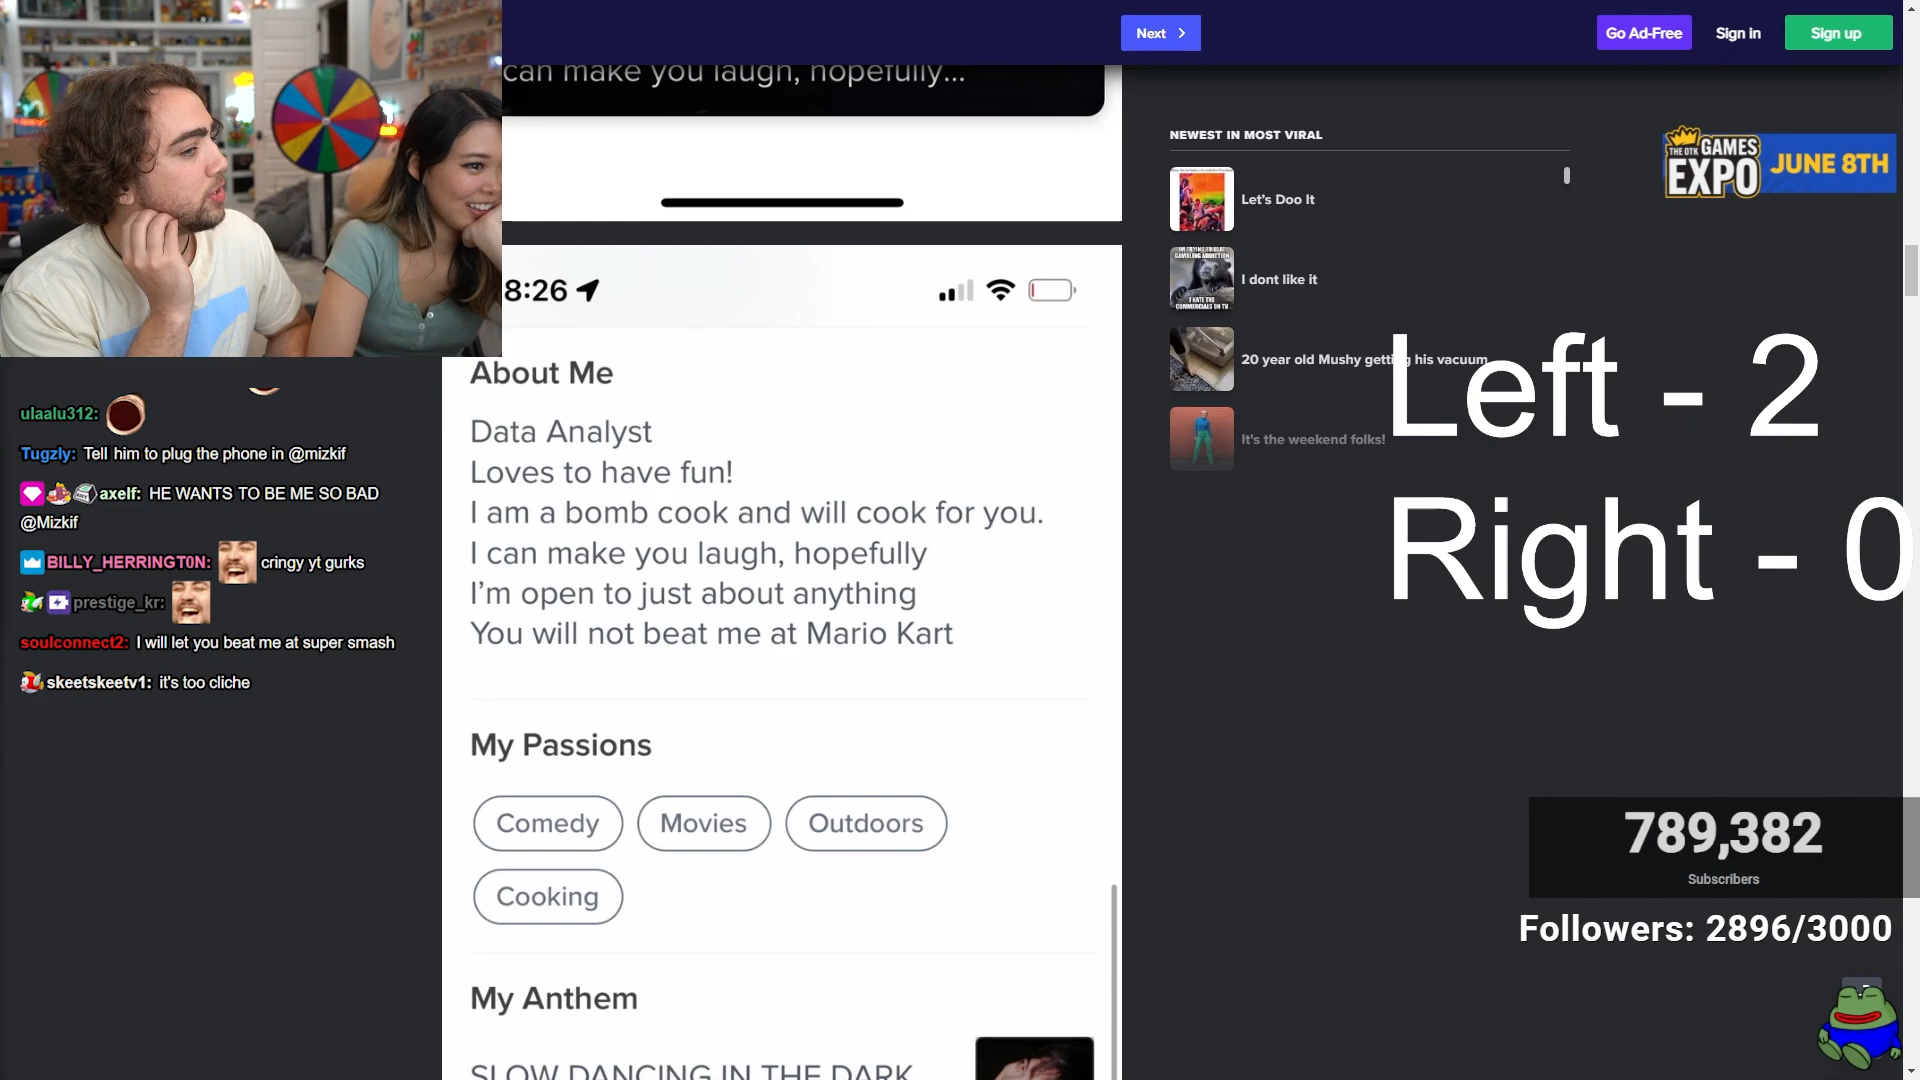 Next
Go Ad-Free
Sign in
Sign up
can make you laugh, hopefully...
NEWEST IN MOST VIRAL
THE OTK GAMES EXPO
JUNE 8TH
Let's Doo It
I dont like it
20 year old Mushy getting his vacuum
It's the weekend folks!
Left - 2
Right - 0
8:26
About Me
Data Analyst
Loves to have fun!
I am a bomb cook and will cook for you.
I can make you laugh, hopefully
I'm open to just about anything
You will not beat me at Mario Kart
My Passions
Comedy
Movies
Outdoors
Cooking
My Anthem
SLOW DANCING IN THE DARK
ulaalu312:
Tugzly: Tell him to plug the phone in @mizkif
axelf: HE WANTS TO BE ME SO BAD
@Mizkif
BILLY_HERRINGT0N: cringy yt gurks
prestige_kr:
soulconnect2: I will let you beat me at super smash
skeetskeetv1: it's too cliche
789,382
Subscribers
Followers: 2896/3000